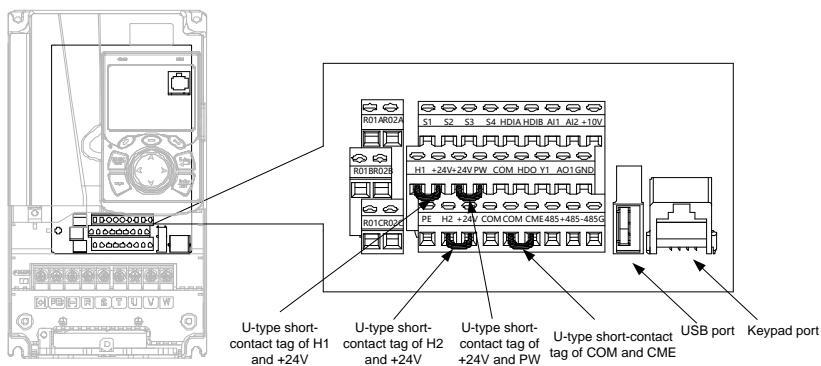 R01A R02A
S1 S2 S3 S4 HDIA HDIB AI1 AI2 +10V
R01B R02B
H1 +24V +24V PW COM HDO Y1 AO1 GND
R01C R02C
PE H2 +24V COM COM CME 485+ 485- 485G
(+) PB (-) R S T U V W
U-type short-
contact tag of H1
and +24V
U-type short-
contact tag of H2
and +24V
U-type short-
contact tag of
+24V and PW
U-type short-contact
tag of COM and CME
USB port
Keypad port